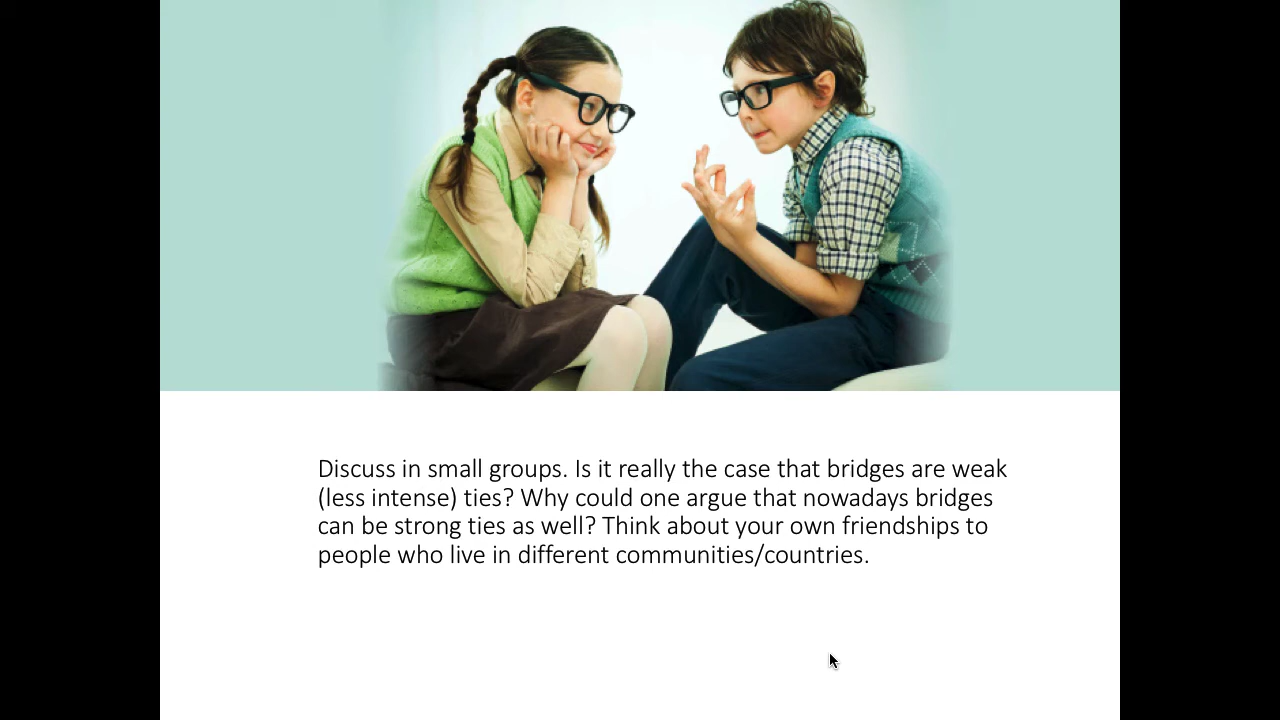 Discuss in small groups. Is it really the case that bridges are weak
(less intense) ties? Why could one argue that nowadays bridges
can be strong ties as well? Think about your own friendships to
people who live in different communities/countries.